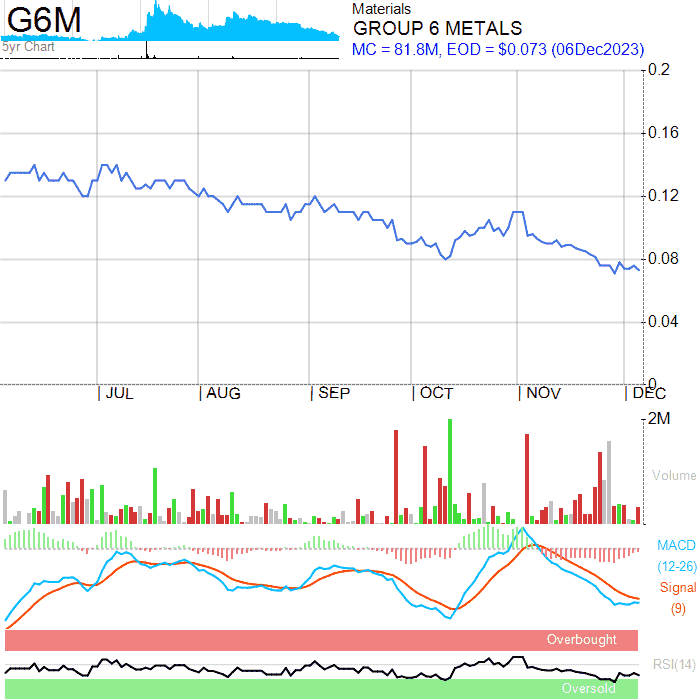 G6M
5yr Chart
Materials
GROUP 6 METALS
MC = 81.8M, EOD = $0.073 (06Dec2023)
0.2
0.16
0.12
0.08
0.04
0
| JUL | AUG | SEP | OCT | NOV | DEC
2M
Volume
MACD
(12-26)
Signal
(9)
Overbought
RSI(14)
Oversold